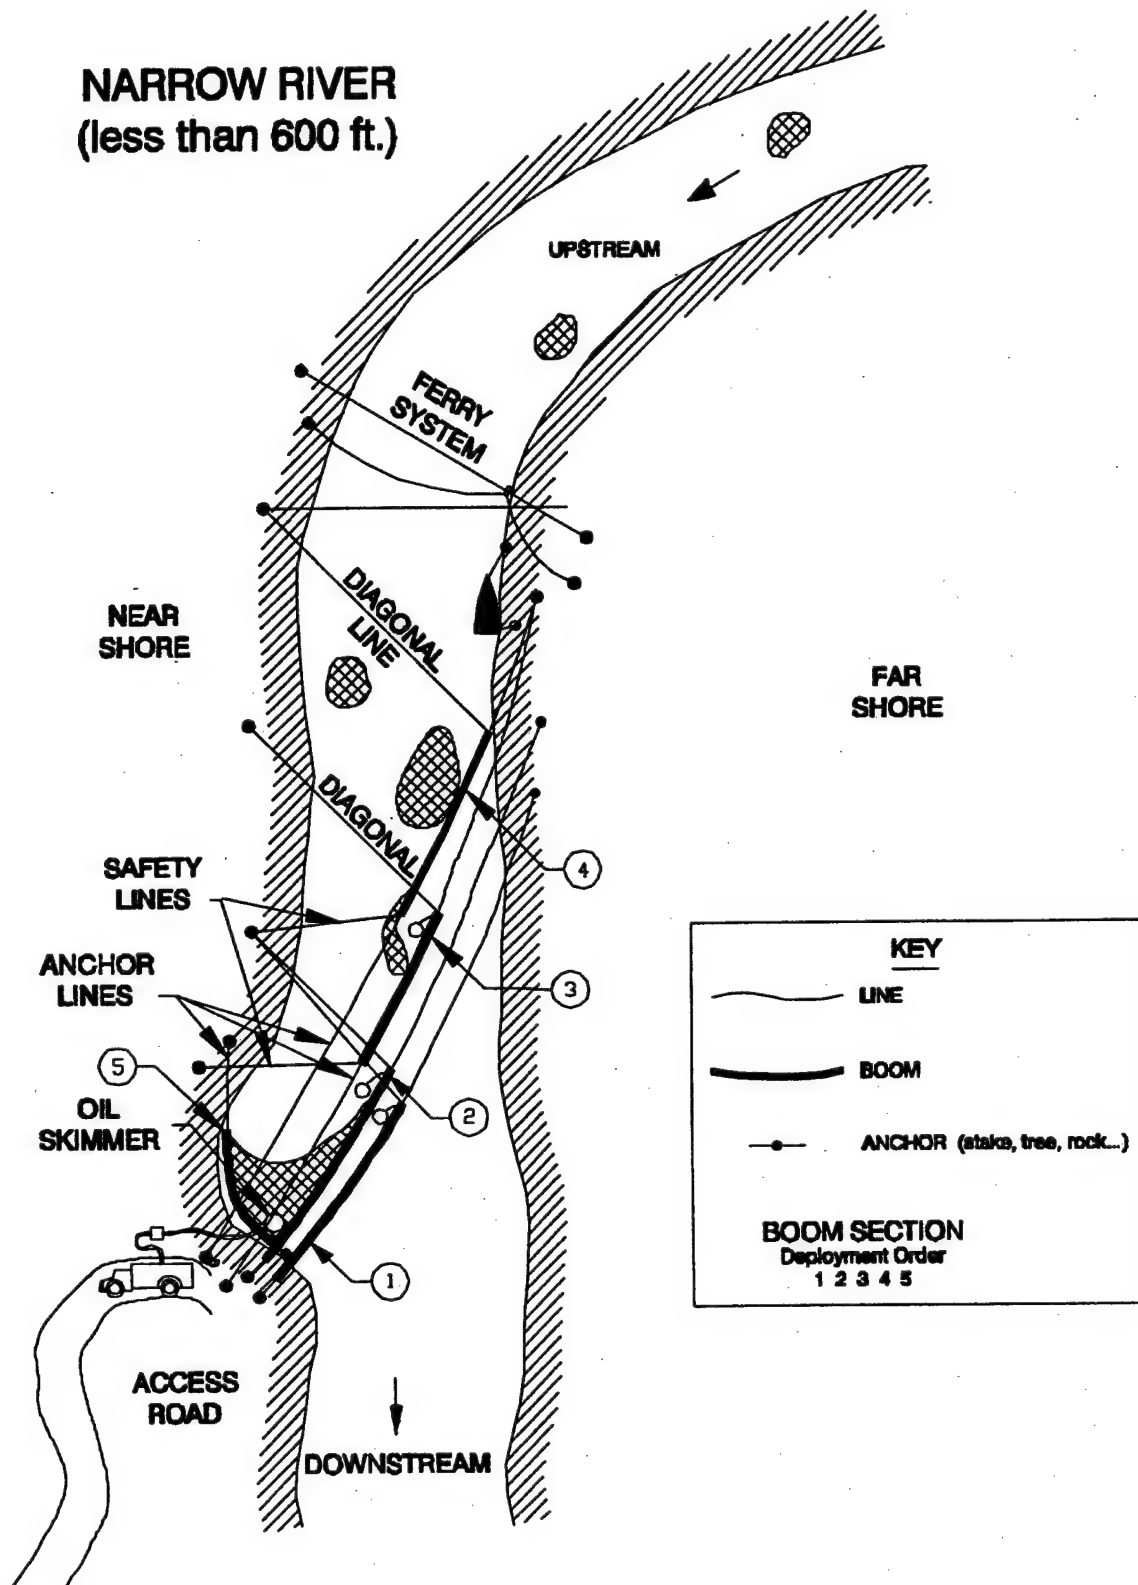 NARROW RIVER
(less than 600 ft.)
UPSTREAM
FERRY
SYSTEM
DIAGONAL
LINE
NEAR
SHORE
FAR
SHORE
DIAGONAL
SAFETY
LINES
4
ANCHOR
LINES
3
5
2
OIL
SKIMMER
1
ACCESS
ROAD
DOWNSTREAM
KEY
LINE
BOOM
ANCHOR (stake, tree, rock...)
BOOM SECTION
Deployment Order
1 2 3 4 5